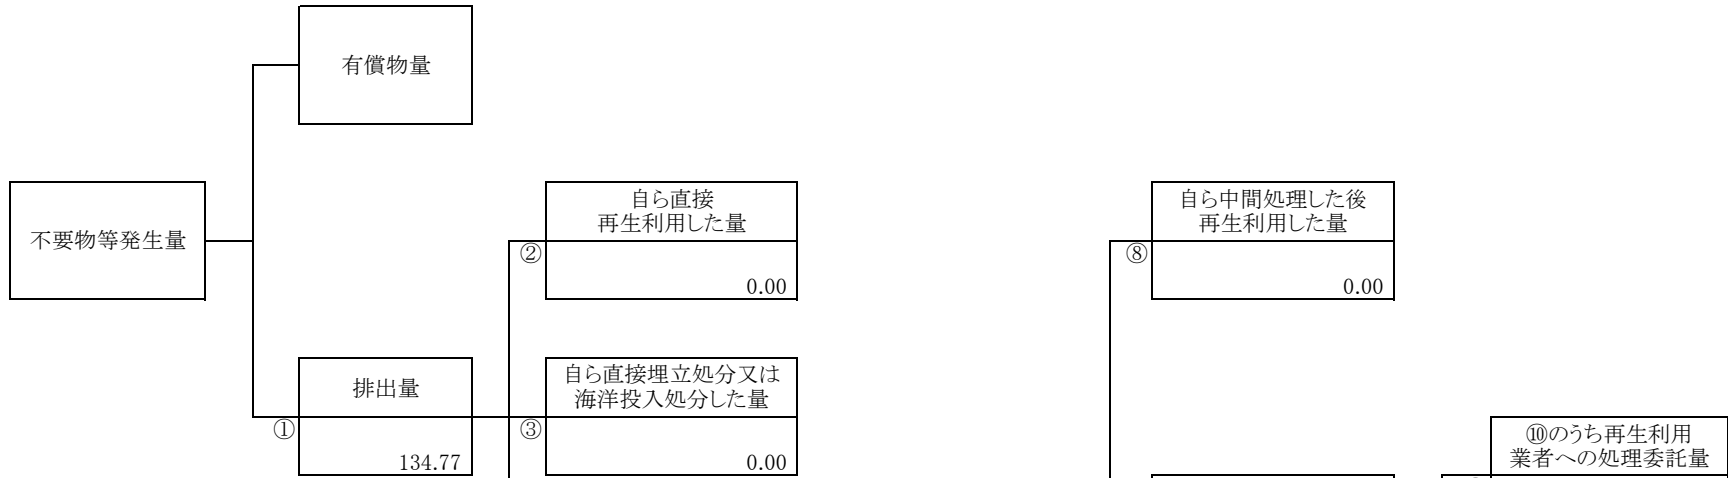 有償物量
不要物等発生量
自ら直接
再生利用した量
②
0.00
自ら中間処理した後
再生利用した量
⑧
0.00
排出量
①
134.77
自ら直接埋立処分又は
海洋投入処分した量
③
0.00
⑩のうち再生利用
業者への処理委託量